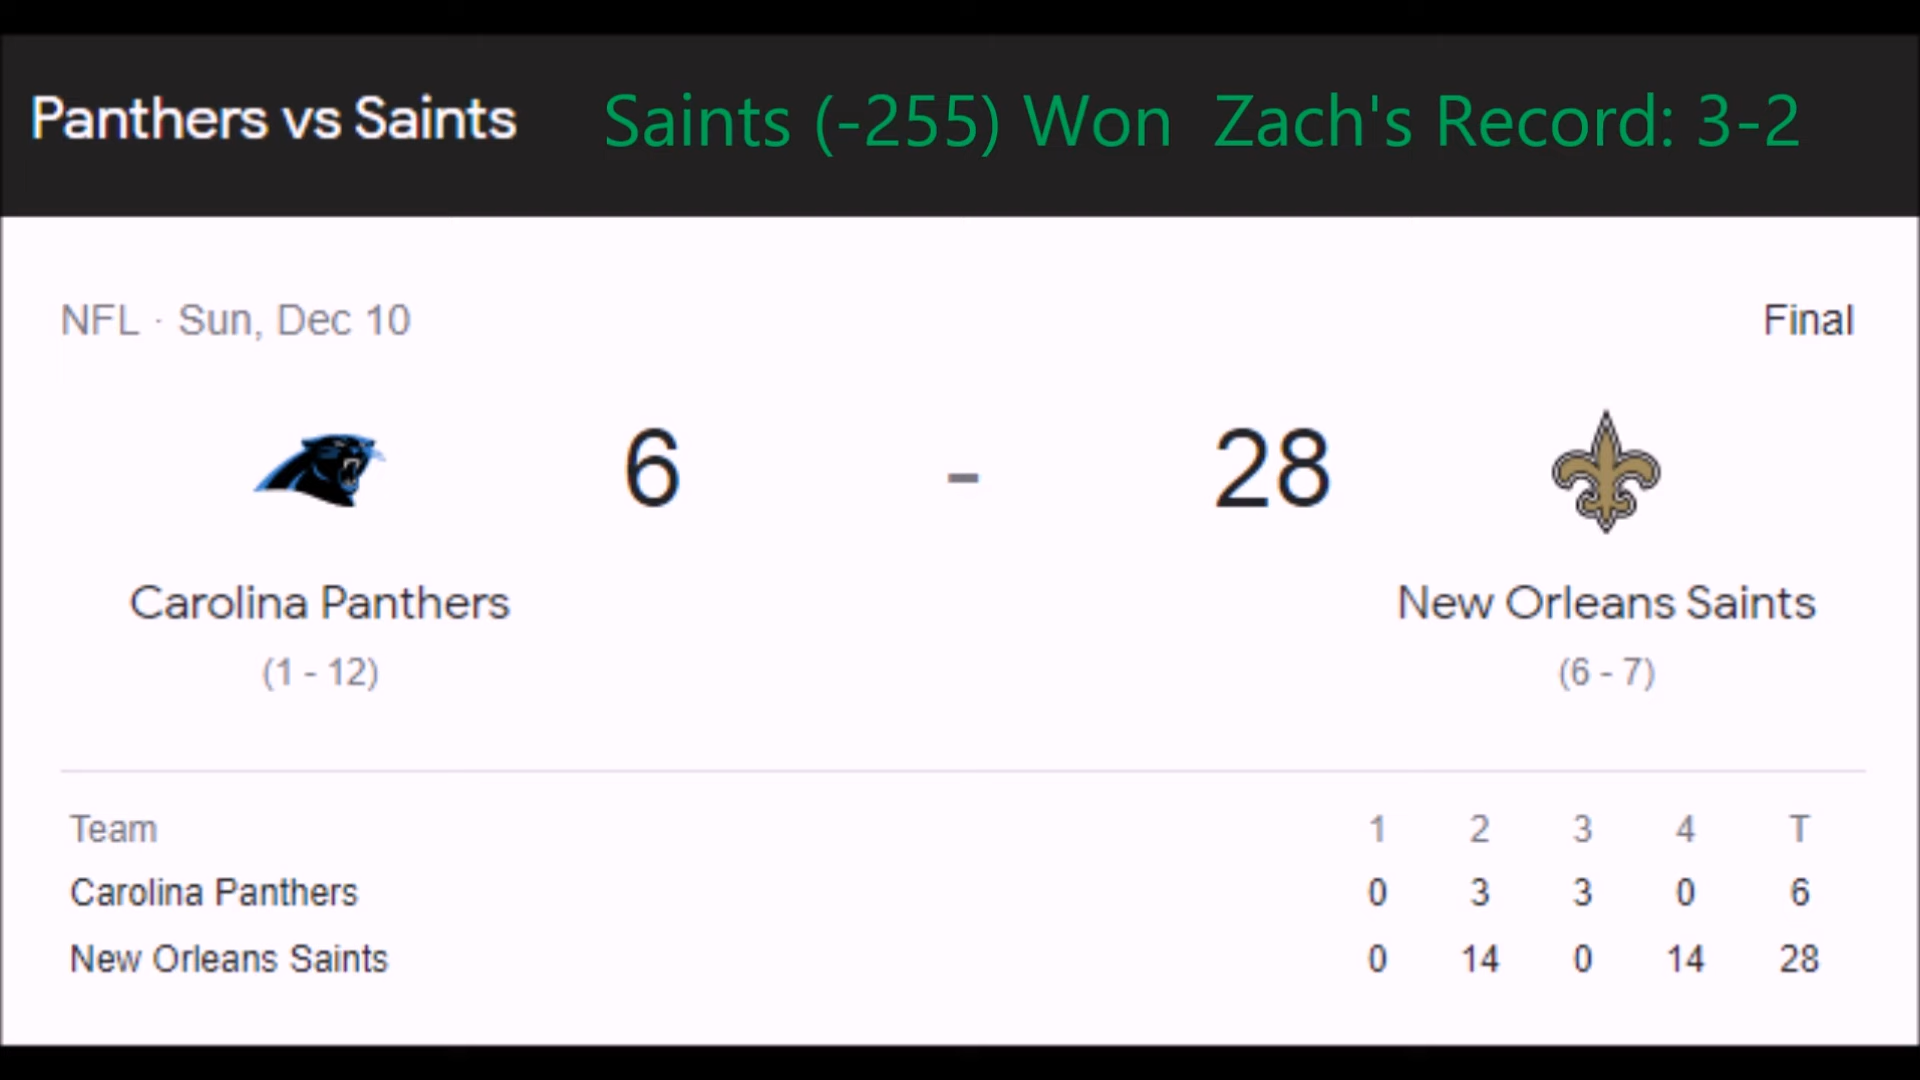 Panthers vs Saints Saints (-255) Won Zach's Record: 3-2
NFL · Sun, Dec 10 Final
6 - 28
Carolina Panthers New Orleans Saints
(1 - 12) (6 - 7)
Team 1 2 3 4 T
Carolina Panthers 0 3 3 0 6
New Orleans Saints 0 14 0 14 28